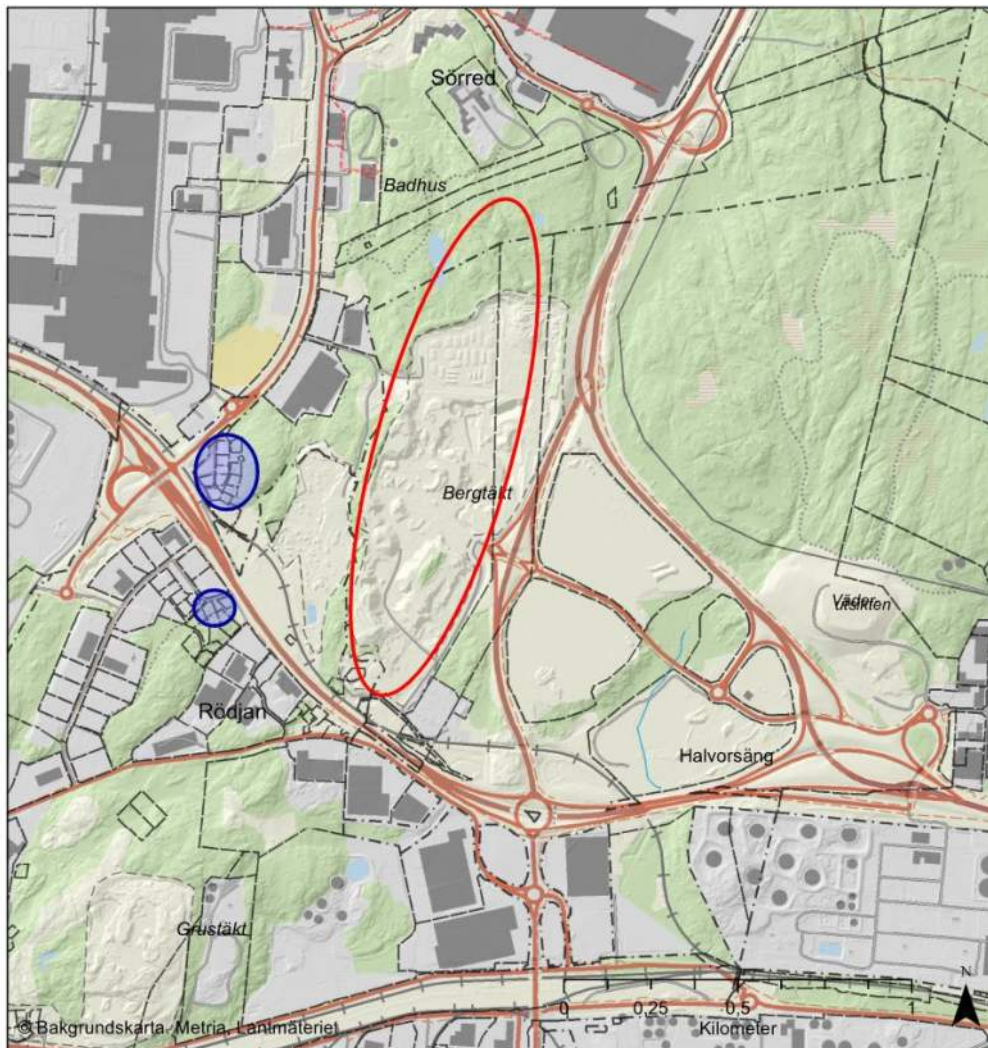 Sörred
Badhus
Bergtäkt
Väder-
utsikten
Rödjan
Halvorsäng
Grustäkt
N
0 0,25 0,5 1
Kilometer
© Bakgrundskarta: Metria, Lantmäteriet